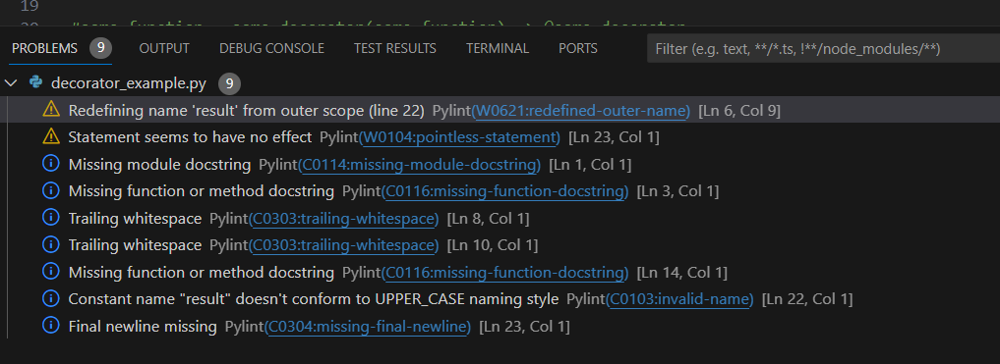 19
PROBLEMS 9 OUTPUT DEBUG CONSOLE TEST RESULTS TERMINAL PORTS Filter (e.g. text, **/*.ts, !**/node_modules/**)
decorator_example.py 9
Redefining name 'result' from outer scope (line 22) Pylint(W0621:redefined-outer-name) [Ln 6, Col 9]
Statement seems to have no effect Pylint(W0104:pointless-statement) [Ln 23, Col 1]
Missing module docstring Pylint(C0114:missing-module-docstring) [Ln 1, Col 1]
Missing function or method docstring Pylint(C0116:missing-function-docstring) [Ln 3, Col 1]
Trailing whitespace Pylint(C0303:trailing-whitespace) [Ln 8, Col 1]
Trailing whitespace Pylint(C0303:trailing-whitespace) [Ln 10, Col 1]
Missing function or method docstring Pylint(C0116:missing-function-docstring) [Ln 14, Col 1]
Constant name "result" doesn't conform to UPPER_CASE naming style Pylint(C0103:invalid-name) [Ln 22, Col 1]
Final newline missing Pylint(C0304:missing-final-newline) [Ln 23, Col 1]